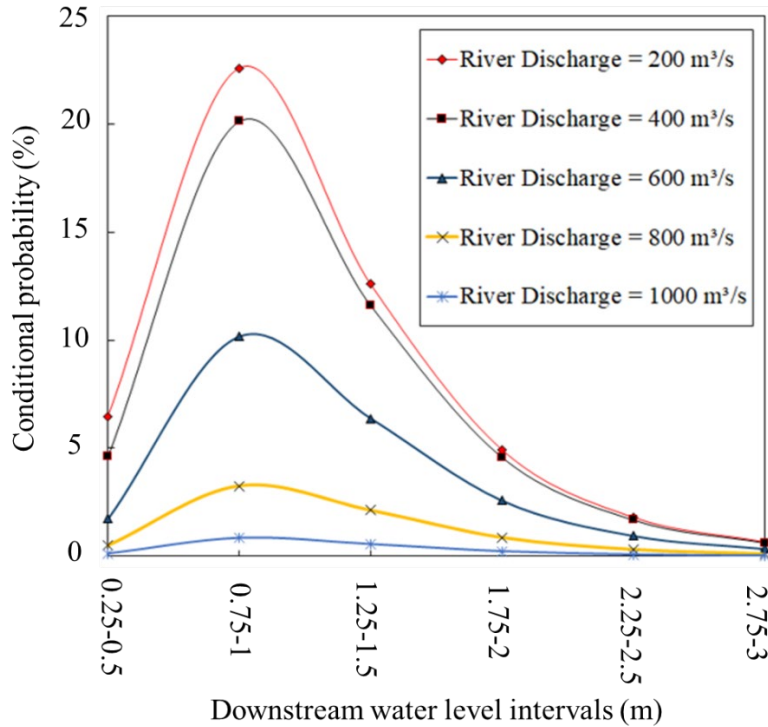 25
20
15
10
5
0
Conditional probability (%)
River Discharge = 200 m³/s
River Discharge = 400 m³/s
River Discharge = 600 m³/s
River Discharge = 800 m³/s
River Discharge = 1000 m³/s
0.25-0.5
0.75-1
1.25-1.5
1.75-2
2.25-2.5
2.75-3
Downstream water level intervals (m)